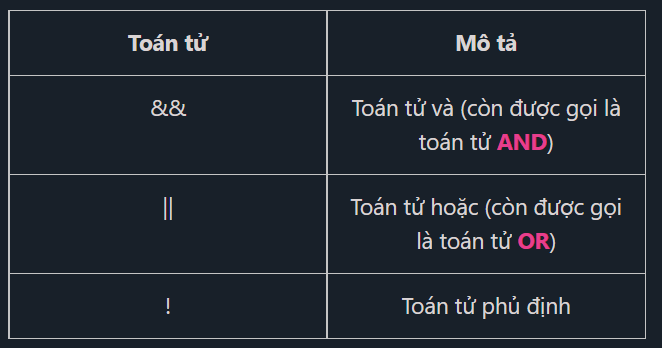 Toán tử
Mô tả
&&
Toán tử và (còn được gọi là
toán tử AND)
||
Toán tử hoặc (còn được gọi
là toán tử OR)
!
Toán tử phủ định